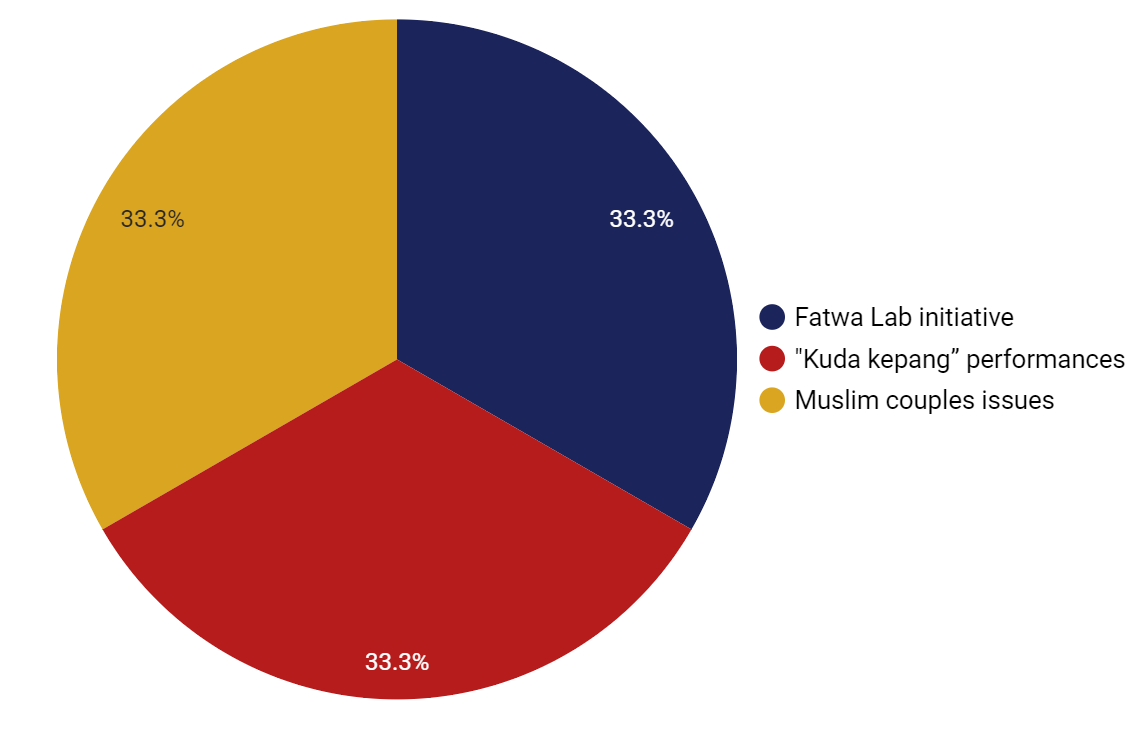 33.3%
33.3%
33.3%
Fatwa Lab initiative
"Kuda kepang” performances
Muslim couples issues